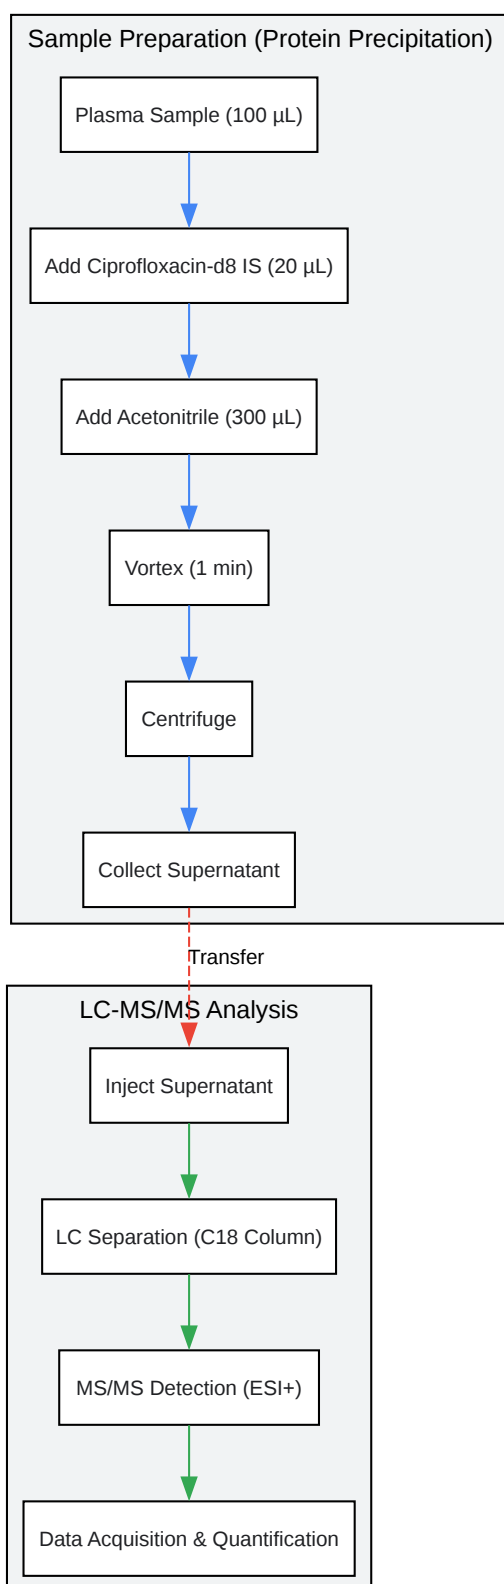 Sample Preparation (Protein Precipitation)
Plasma Sample (100 µL)
Add Ciprofloxacin-d8 IS (20 µL)
Add Acetonitrile (300 µL)
Vortex (1 min)
Centrifuge
Collect Supernatant
Transfer
LC-MS/MS Analysis
Inject Supernatant
LC Separation (C18 Column)
MS/MS Detection (ESI+)
Data Acquisition & Quantification